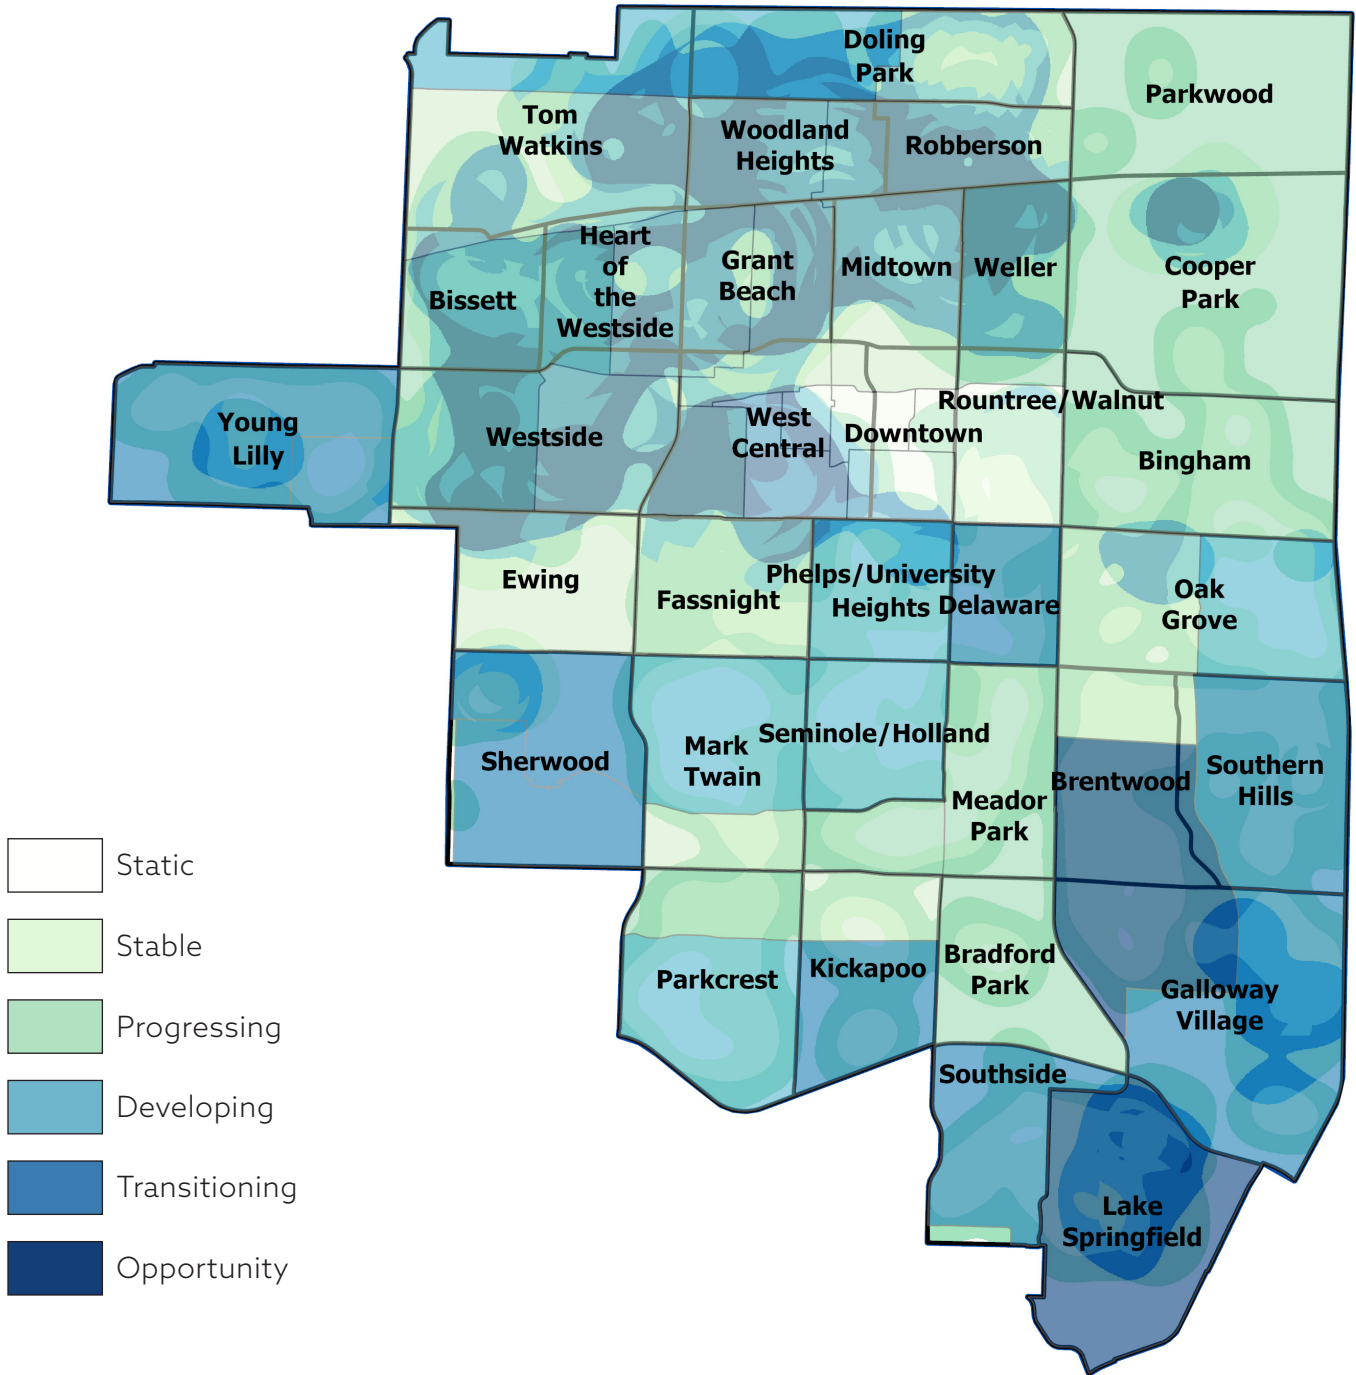 Doling
Park
Parkwood
Tom
Watkins
Woodland
Heights
Robberson
Heart
of
the
Westside
Grant
Beach
Midtown
Weller
Cooper
Park
Bissett
Young
Lilly
Westside
West
Central
Downtown
Rountree/Walnut
Bingham
Ewing
Fassnight
Phelps/University
Heights
Delaware
Oak
Grove
Sherwood
Mark
Twain
Seminole/Holland
Meador
Park
Brentwood
Southern
Hills
Parkcrest
Kickapoo
Bradford
Park
Galloway
Village
Southside
Lake
Springfield
Static
Stable
Progressing
Developing
Transitioning
Opportunity